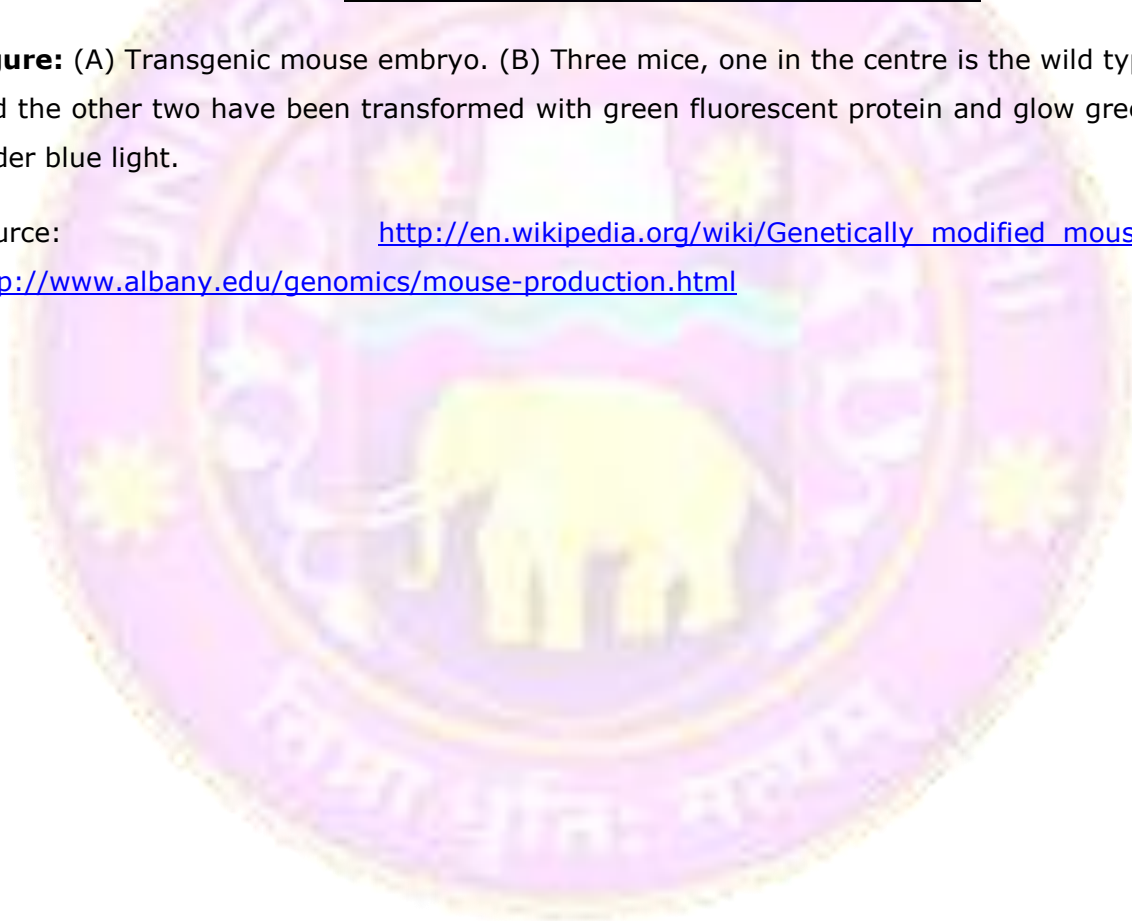 gure: (A) Transgenic mouse embryo. (B) Three mice, one in the centre is the wild typ
d the other two have been transformed with green fluorescent protein and glow gree
der blue light.
urce: http://en.wikipedia.org/wiki/Genetically_modified_mous
p://www.albany.edu/genomics/mouse-production.html